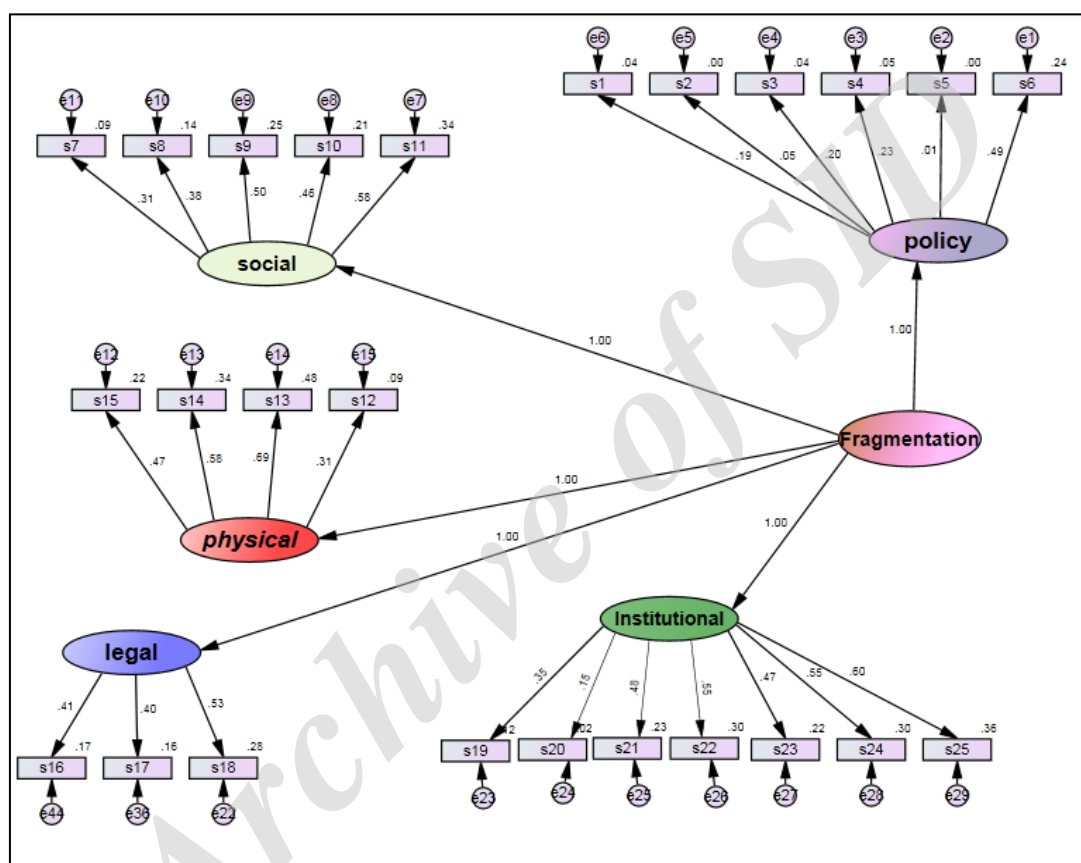 e6 e5 e4 e3 e2 e1
.04 .00 .04 .05 .00 .24
s1 s2 s3 s4 s5 s6
.19 .05 .20 .23 .01 .49
policy
e11 e10 e9 e8 e7
.09 .14 .25 .21 .34
s7 s8 s9 s10 s11
.31 .38 .50 .46 .58
social
1.00
1.00
Fragmentation
e12 e13 e14 e15
.22 .34 .48 .09
s15 s14 s13 s12
.47 .58 .69 .31
physical
1.00
1.00
1.00
legal
.41 .40 .53
.17 .16 .28
s16 s17 s18
e44 e36 e22
Institutional
.35 .15 .48 .55 .47 .55 .60
.02 .23 .30 .22 .30 .36
s19 s20 s21 s22 s23 s24 s25
e23 e24 e25 e26 e27 e28 e29
Archive of SID